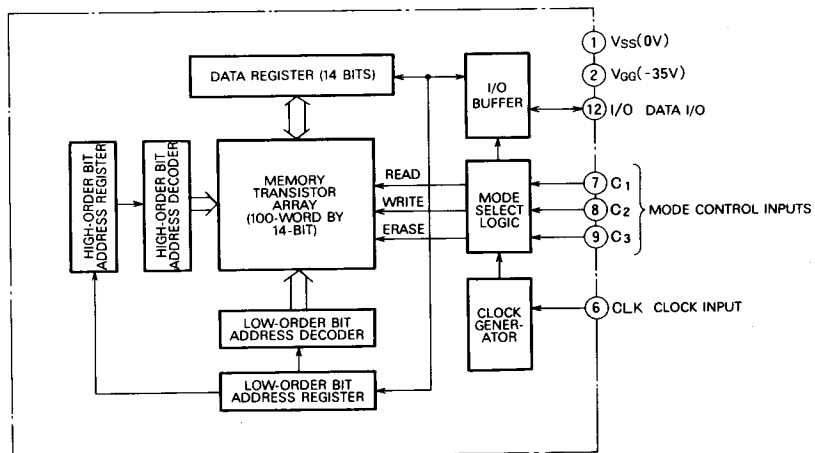 1 VSS(0V)
2 VGG(-35V)
12 I/O DATA I/O
DATA REGISTER (14 BITS)
I/O
BUFFER
HIGH-ORDER BIT
ADDRESS REGISTER
HIGH-ORDER BIT
ADDRESS DECODER
MEMORY
TRANSISTOR
ARRAY
(100-WORD BY
14-BIT)
READ
WRITE
ERASE
MODE
SELECT
LOGIC
7 C1
8 C2
9 C3
MODE CONTROL INPUTS
LOW-ORDER BIT
ADDRESS DECODER
CLOCK
GENER-
ATOR
6 CLK CLOCK INPUT
LOW-ORDER BIT
ADDRESS REGISTER